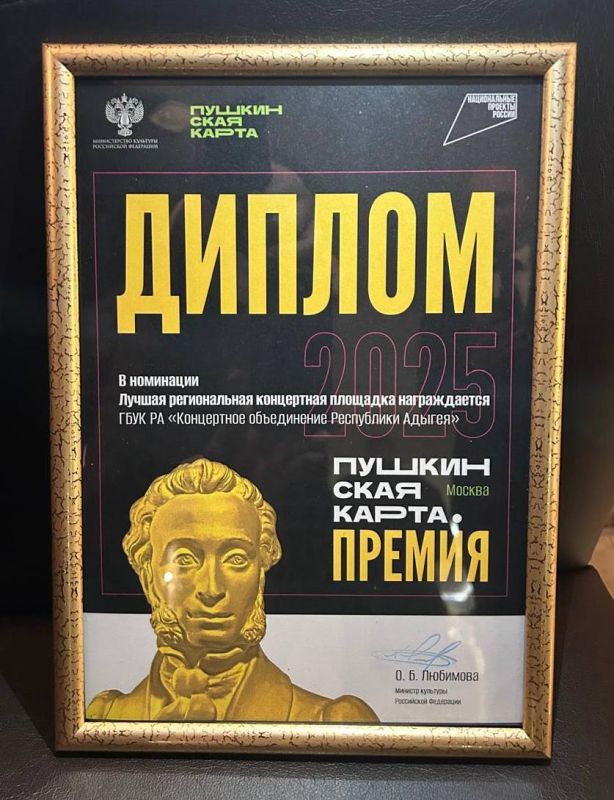 МИНИСТЕРСТВО КУЛЬТУРЫ
РОССИЙСКОЙ ФЕДЕРАЦИИ
ПУШКИН
СКАЯ
КАРТА
НАЦИОНАЛЬНЫЕ
ПРОЕКТЫ
РОССИИ
ДИПЛОМ
2025
В номинации
Лучшая региональная концертная площадка награждается
ГБУК РА «Концертное объединение Республики Адыгея»
ПУШКИН
СКАЯ Москва
КАРТА.
ПРЕМИЯ
О. Б. Любимова
Министр культуры
Российской Федерации